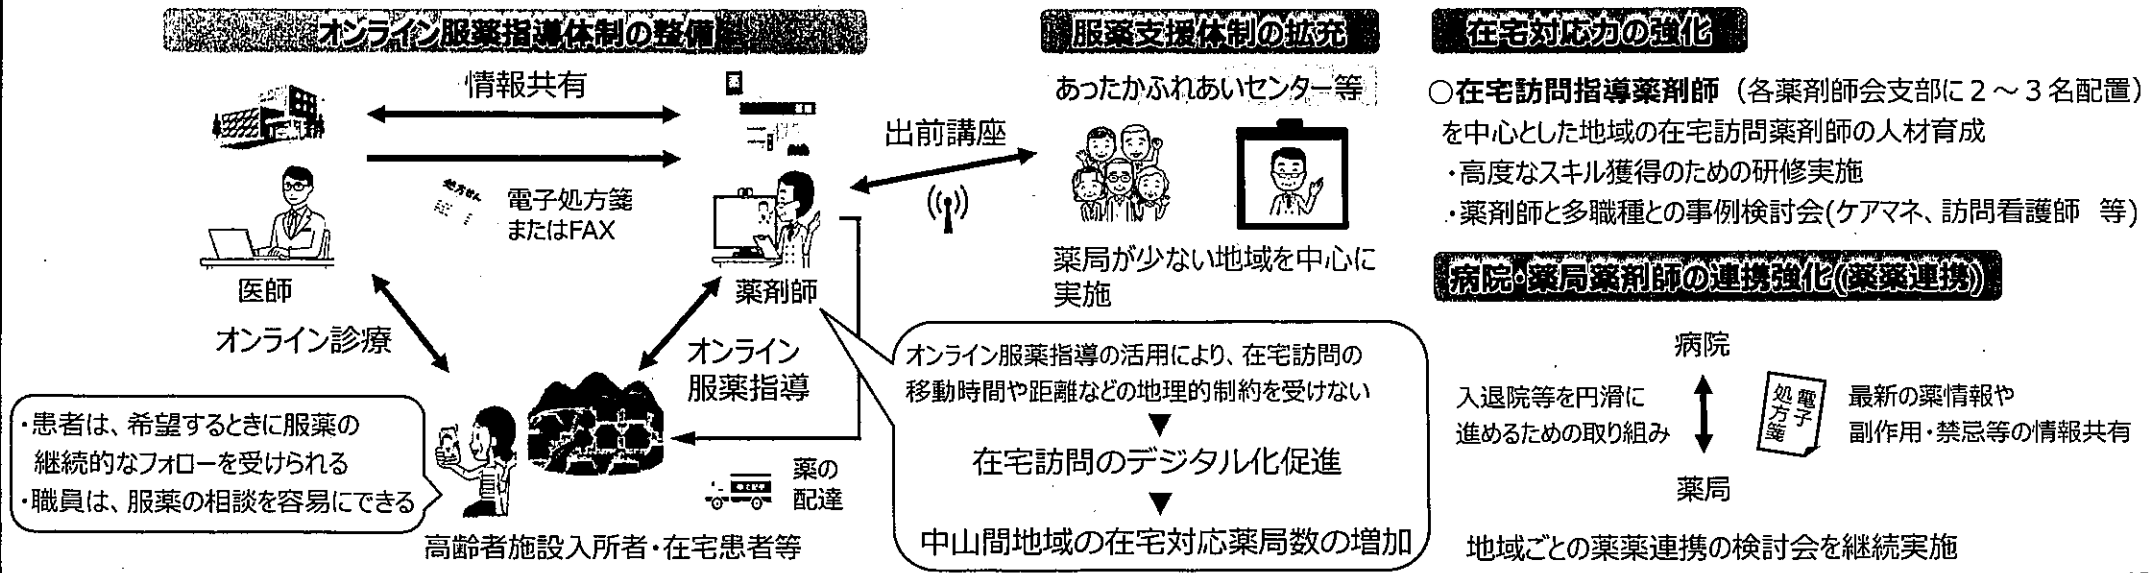 オンライン服薬指導体制の整備
情報共有
処方せん
電子処方箋
またはFAX
医師
薬剤師
オンライン診療
オンライン
服薬指導
・患者は、希望するときに服薬の
継続的なフォローを受けられる
・職員は、服薬の相談を容易にできる
薬の
配達
高齢者施設入所者・在宅患者等
出前講座
服薬支援体制の拡充
あったかふれあいセンター等
薬局が少ない地域を中心に
実施
オンライン服薬指導の活用により、在宅訪問の
移動時間や距離などの地理的制約を受けない
▼
在宅訪問のデジタル化促進
▼
中山間地域の在宅対応薬局数の増加
在宅対応力の強化
○在宅訪問指導薬剤師（各薬剤師会支部に２～３名配置）
を中心とした地域の在宅訪問薬剤師の人材育成
・高度なスキル獲得のための研修実施
・薬剤師と多職種との事例検討会(ケアマネ、訪問看護師 等)
病院・薬局薬剤師の連携強化(薬薬連携)
病院
入退院等を円滑に
進めるための取り組み
電子
処方箋
最新の薬情報や
副作用・禁忌等の情報共有
薬局
地域ごとの薬薬連携の検討会を継続実施